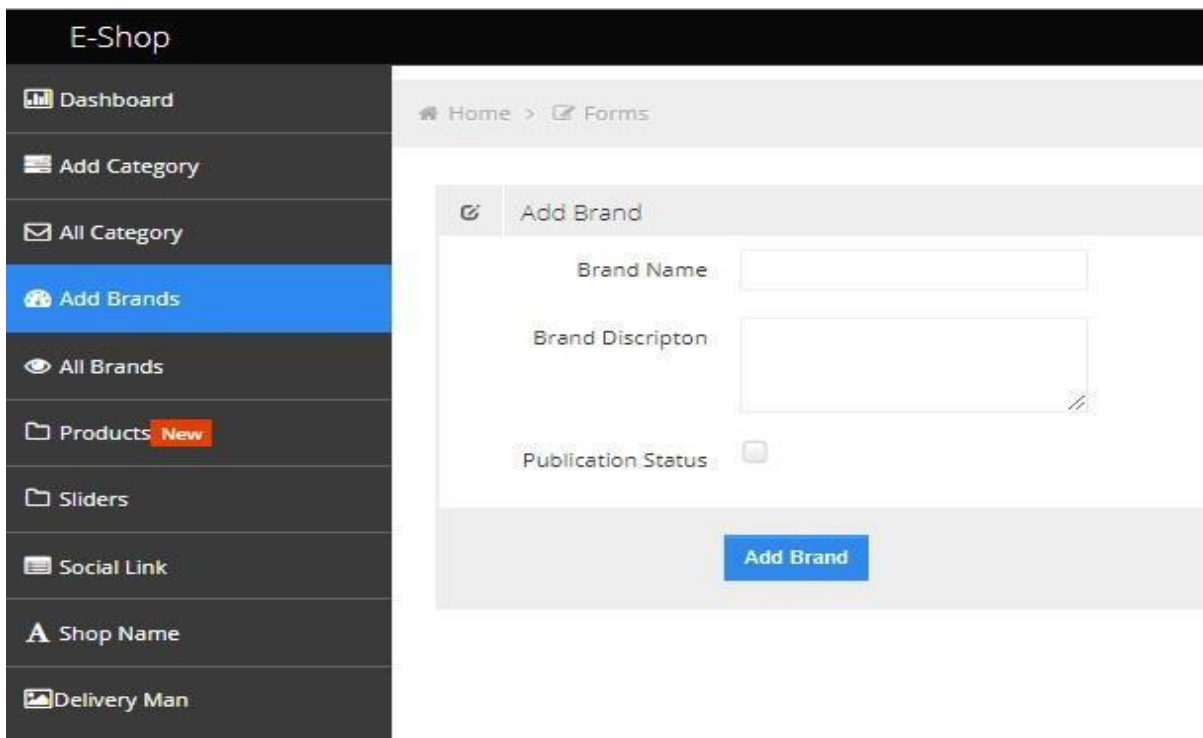 E-Shop
Dashboard
Add Category
All Category
Add Brands
All Brands
Products New
Sliders
Social Link
Shop Name
Delivery Man
Home > Forms
Add Brand
Brand Name
Brand Discripton
Publication Status
Add Brand